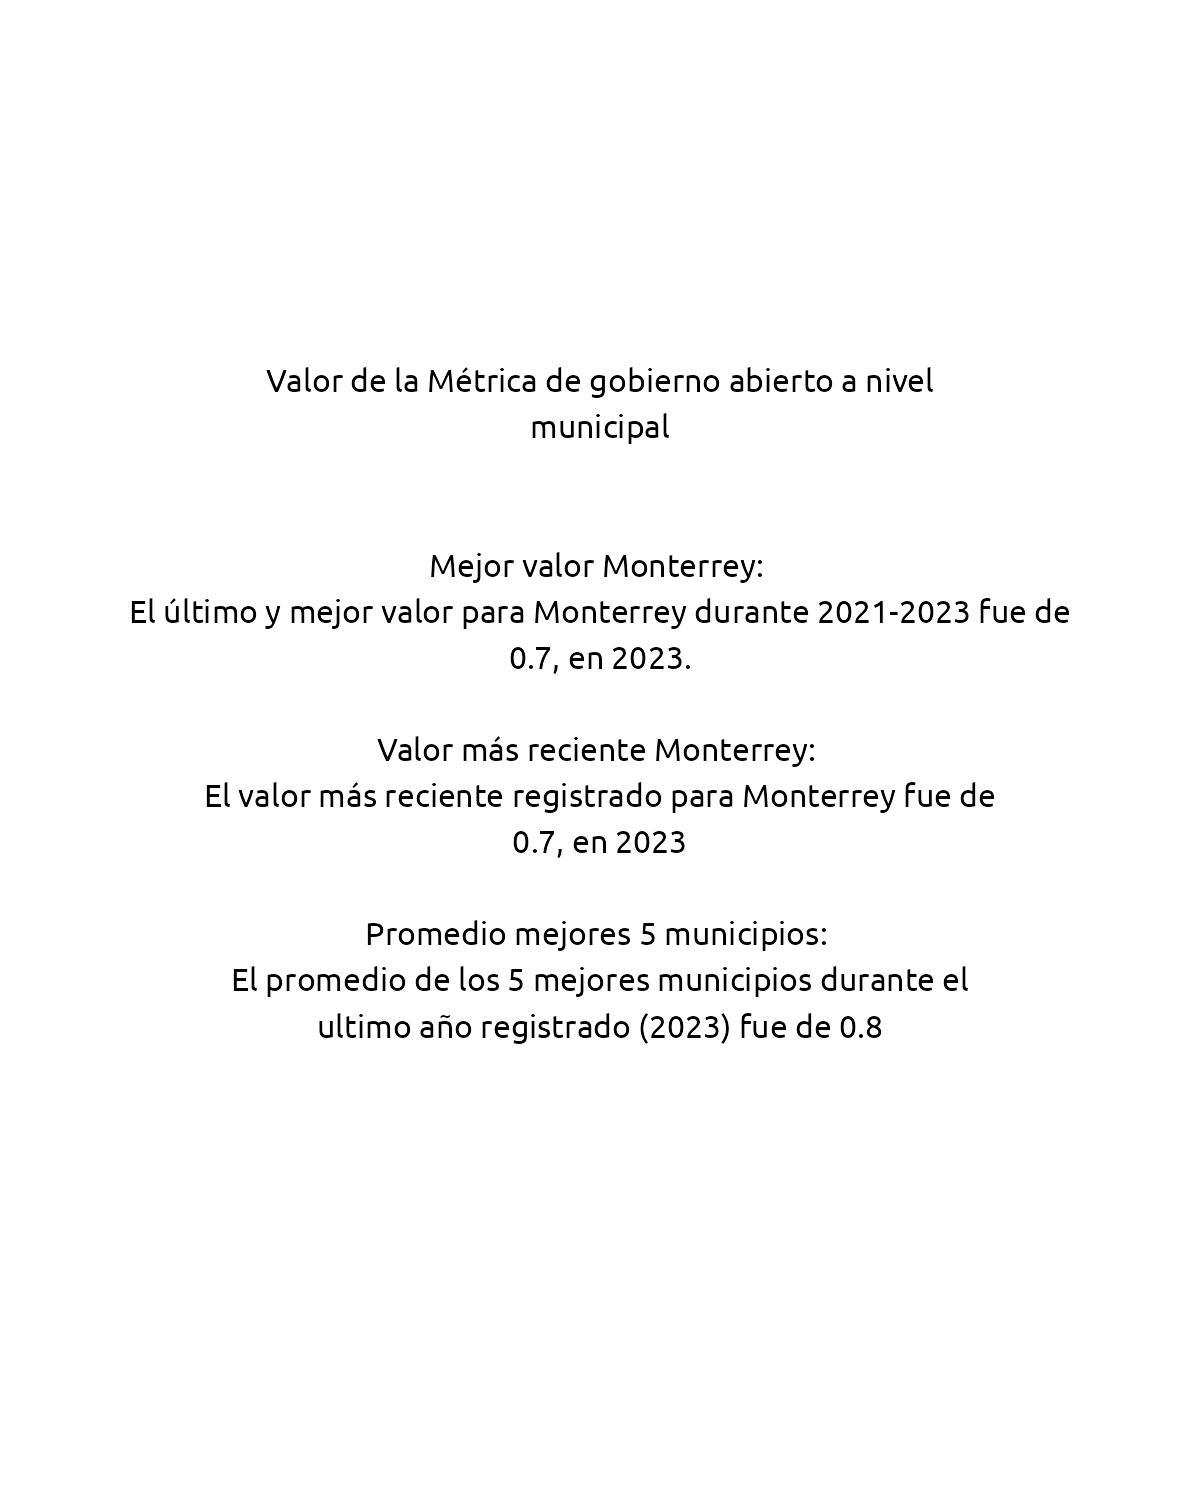 Valor de la Métrica de gobierno abierto a nivel
municipal
Mejor valor Monterrey:
El último y mejor valor para Monterrey durante 2021-2023 fue de
0.7, en 2023.
Valor más reciente Monterrey:
El valor más reciente registrado para Monterrey fue de
0.7, en 2023
Promedio mejores 5 municipios:
El promedio de los 5 mejores municipios durante el
ultimo año registrado (2023) fue de 0.8